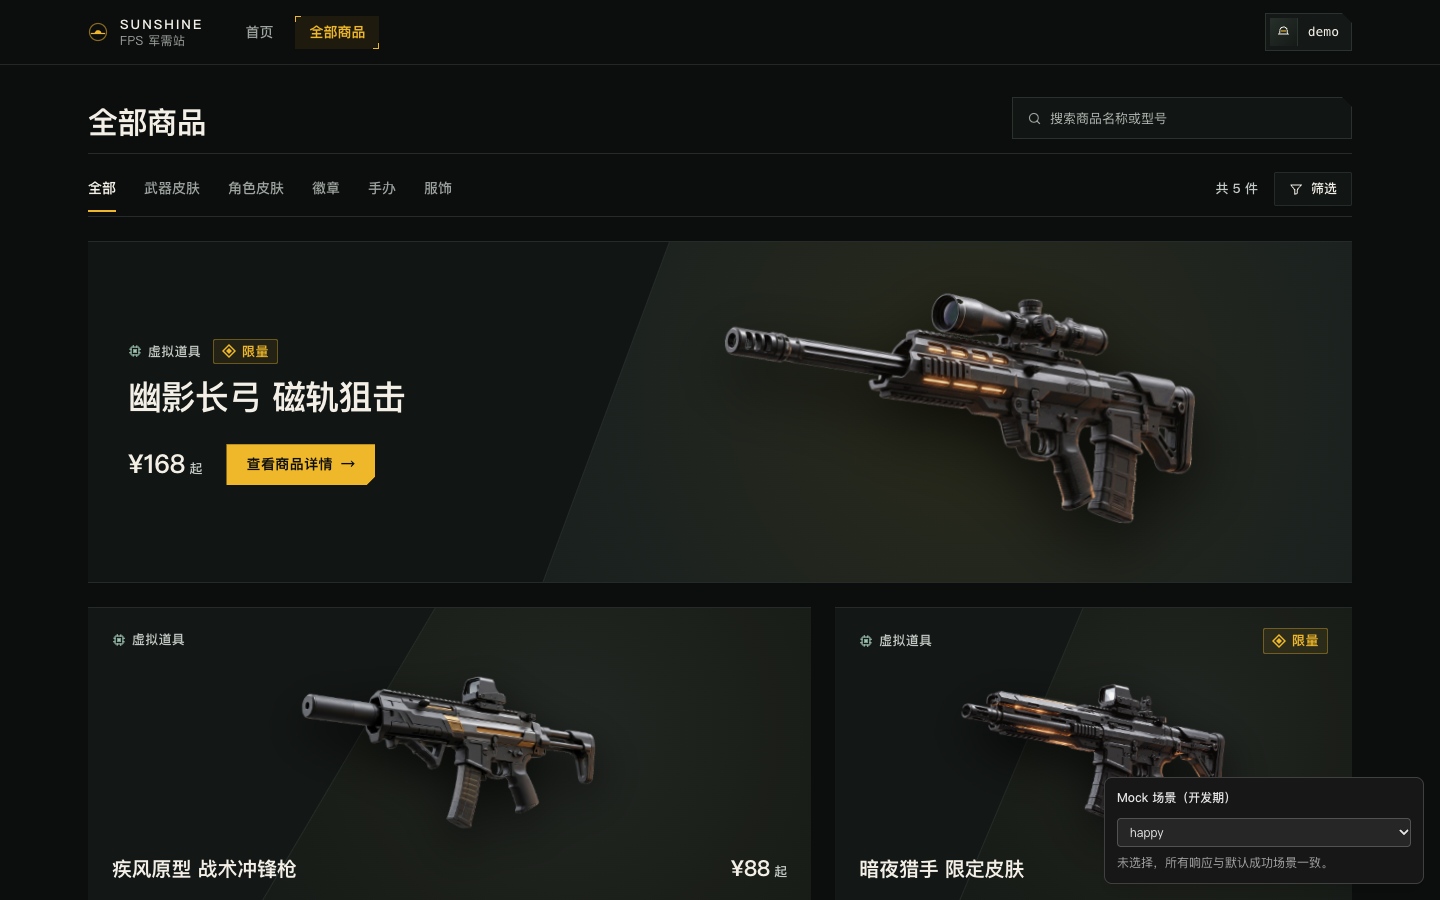 SUNSHINE
FPS 军需站
首页
全部商品
demo
全部商品
搜索商品名称或型号
全部
武器皮肤
角色皮肤
徽章
手办
服饰
共 5 件
筛选
虚拟道具
限量
幽影长弓 磁轨狙击
¥168 起
查看商品详情 →
虚拟道具
疾风原型 战术冲锋枪
¥88 起
虚拟道具
限量
暗夜猎手 限定皮肤
Mock 场景（开发期）
happy
未选择，所有响应与默认成功场景一致。